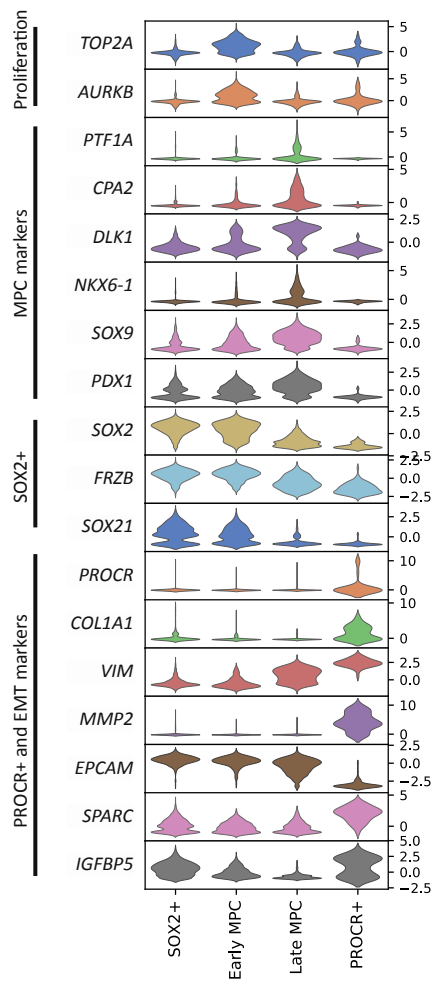 Proliferation
TOP2A
5
0
AURKB
5
0
MPC markers
PTF1A
5
0
CPA2
5
0
DLK1
2.5
0.0
NKX6-1
5
0
SOX9
2.5
0.0
PDX1
2.5
0.0
SOX2+
SOX2
2.5
0.0
−2.5
FRZB
2.5
0.0
−2.5
SOX21
2.5
0.0
PROCR+ and EMT markers
PROCR
10
0
COL1A1
10
0
VIM
2.5
0.0
MMP2
10
0
EPCAM
2.5
0.0
−2.5
SPARC
5
0
IGFBP5
5.0
2.5
0.0
−2.5
SOX2+
Early MPC
Late MPC
PROCR+